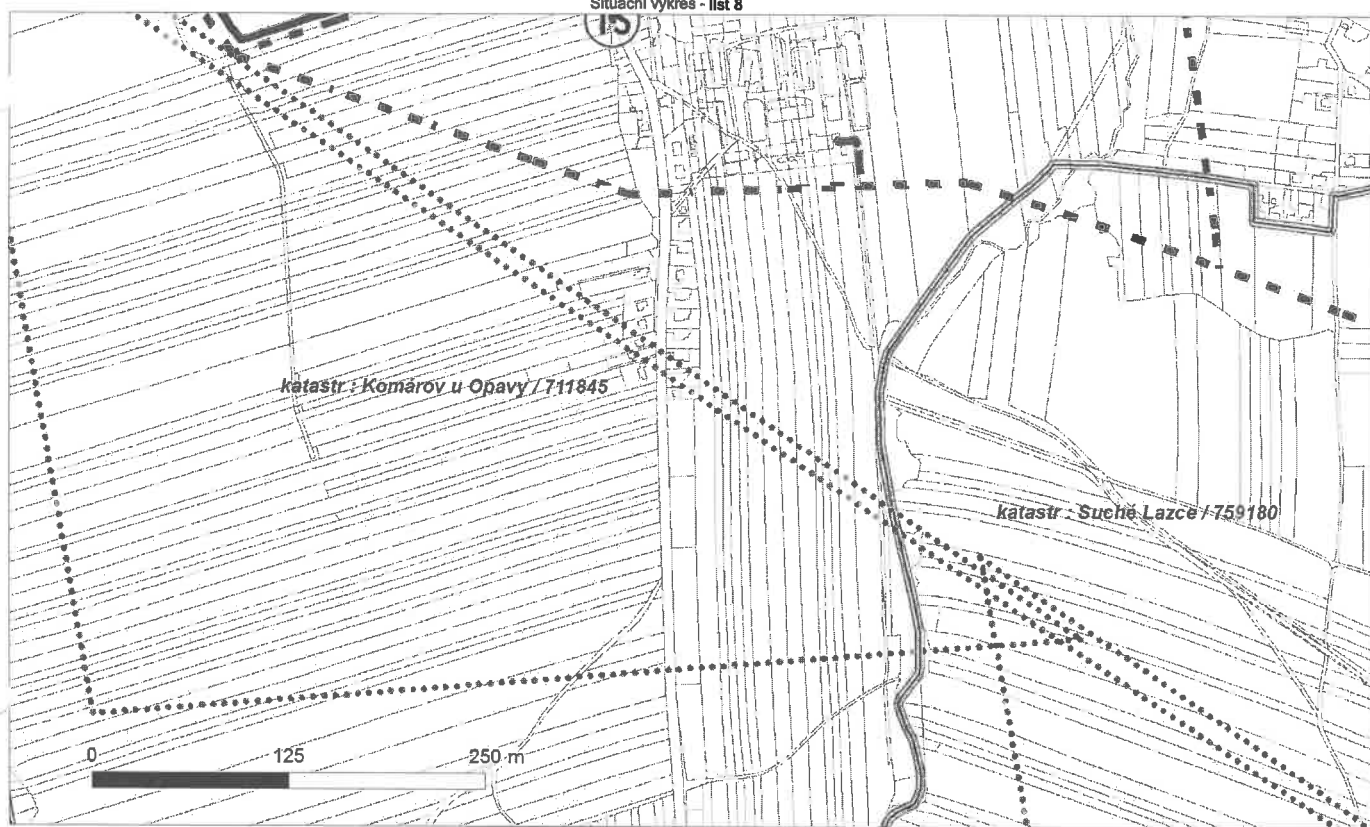 Situační výkres - list 8
15
katastr : Komárov u Opavy / 711845
katastr : Suché Lazce / 759180
0 125 250 m